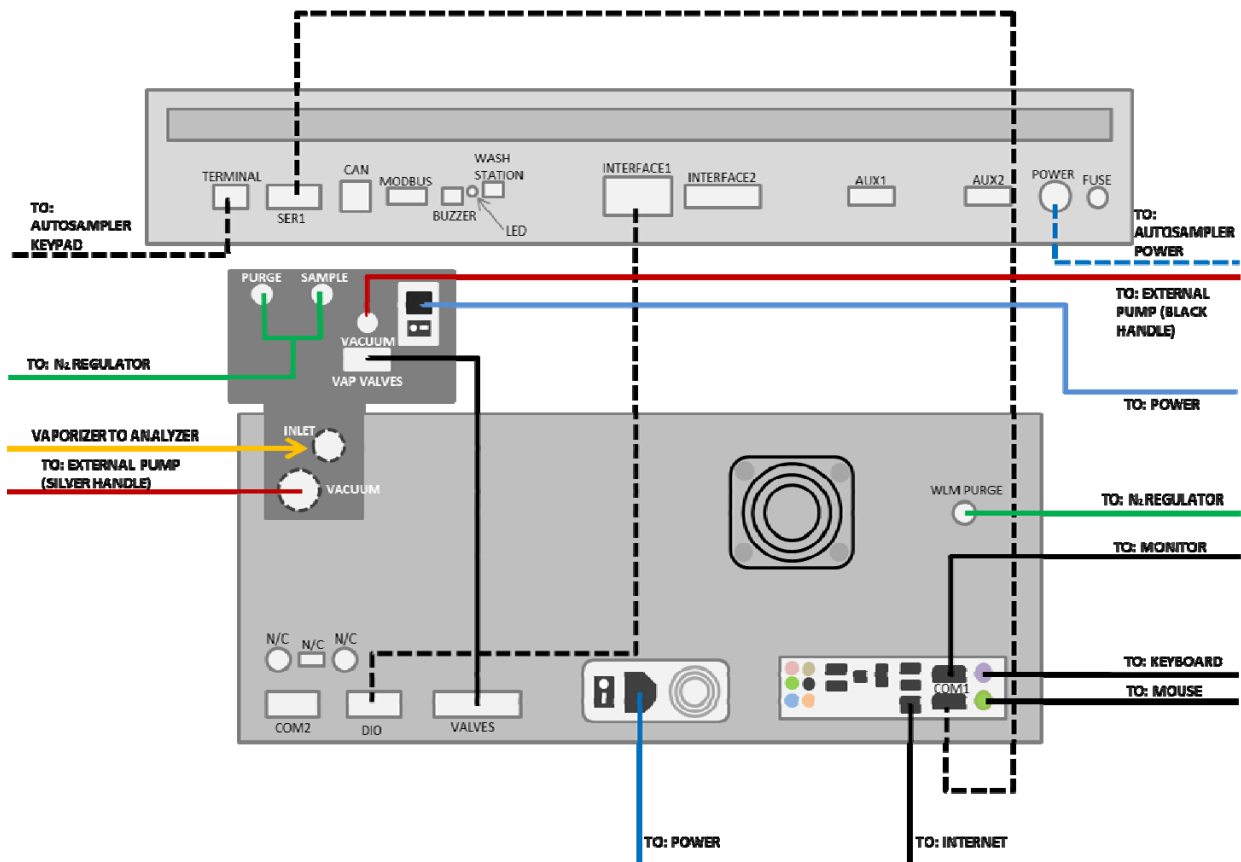 TERMINAL
SER1
CAN
MODBUS
BUZZER
WASH
STATION
LED
INTERFACE1
INTERFACE2
AUX1
AUX2
POWER
FUSE
TO:
AUTOSAMPLER
KEYPAD
TO:
AUTOSAMPLER
POWER
PURGE
SAMPLE
VACUUM
VAP VALVES
TO: EXTERNAL
PUMP (BLACK
HANDLE)
TO: N₂ REGULATOR
TO: POWER
VAPORIZER TO ANALYZER
INLET
TO: EXTERNAL PUMP
(SILVER HANDLE)
VACUUM
WLM PURGE
TO: N₂ REGULATOR
TO: MONITOR
N/C
N/C
N/C
TO: KEYBOARD
COM1
TO: MOUSE
COM2
DIO
VALVES
TO: POWER
TO: INTERNET